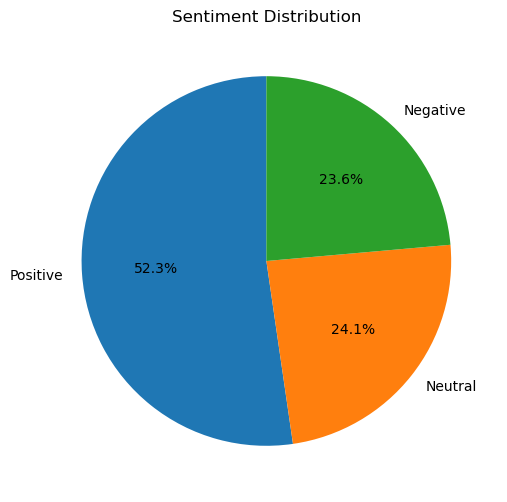 Sentiment Distribution
Negative
23.6%
52.3%
Positive
24.1%
Neutral